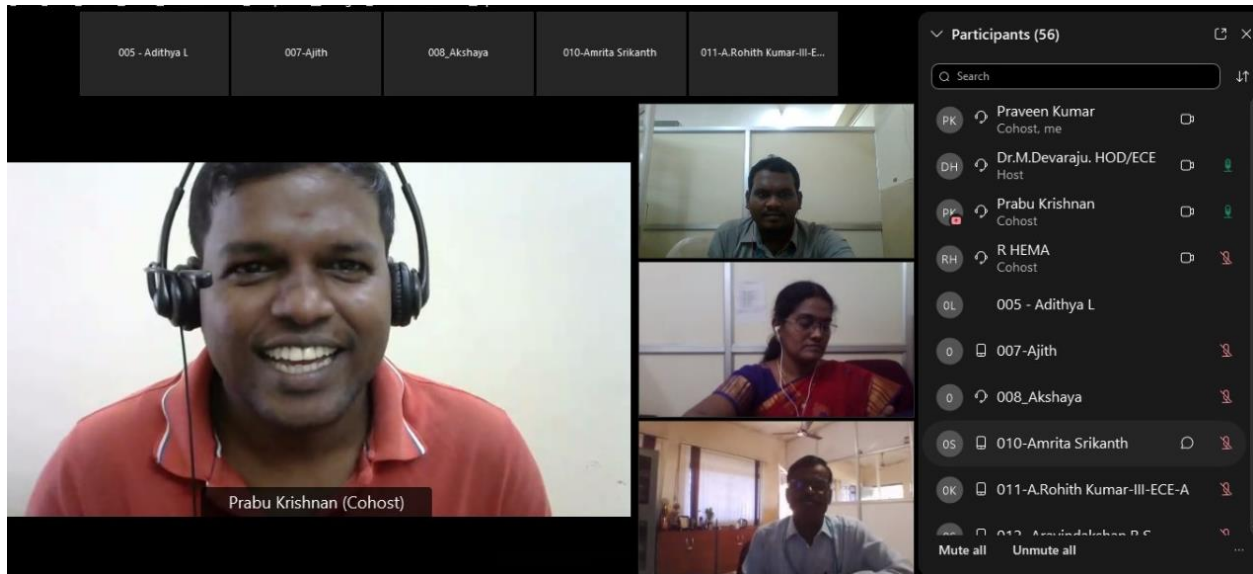 005 - Adithya L
007-Ajith
008_Akshaya
010-Amrita Srikanth
011-A.Rohith Kumar-III-E...
Prabu Krishnan (Cohost)
Participants (56)
Search
PK Praveen Kumar
Cohost, me
DH Dr.M.Devaraju. HOD/ECE
Host
PK Prabu Krishnan
Cohost
RH R HEMA
Cohost
0L 005 - Adithya L
0 007-Ajith
0 008_Akshaya
0S 010-Amrita Srikanth
0K 011-A.Rohith Kumar-III-ECE-A
Mute all Unmute all ...